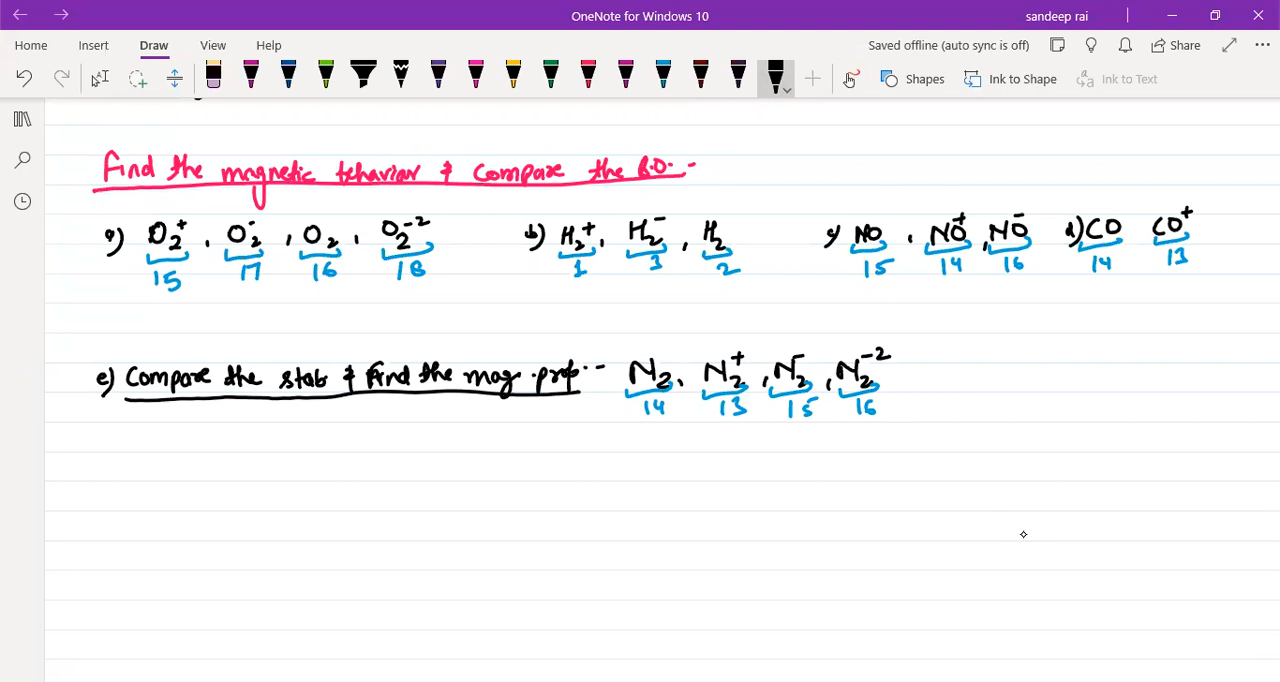 OneNote for Windows 10
sandeep rai
Home Insert Draw View Help
Saved offline (auto sync is off) Share
Shapes Ink to Shape Ink to Text
Find the magnetic behavior & Compare the B.O.--
a) O₂⁺, O₂⁻, O₂, O₂⁻² b) H₂⁺, H₂⁻, H₂ c) NO, NO⁺, NO⁻ d) CO CO⁺
15 17 16 18 1 3 2 15 14 16 14 13
e) Compare the stab & find the mag. prop.-- N₂, N₂⁺, N₂⁻, N₂⁻²
14 13 15 16